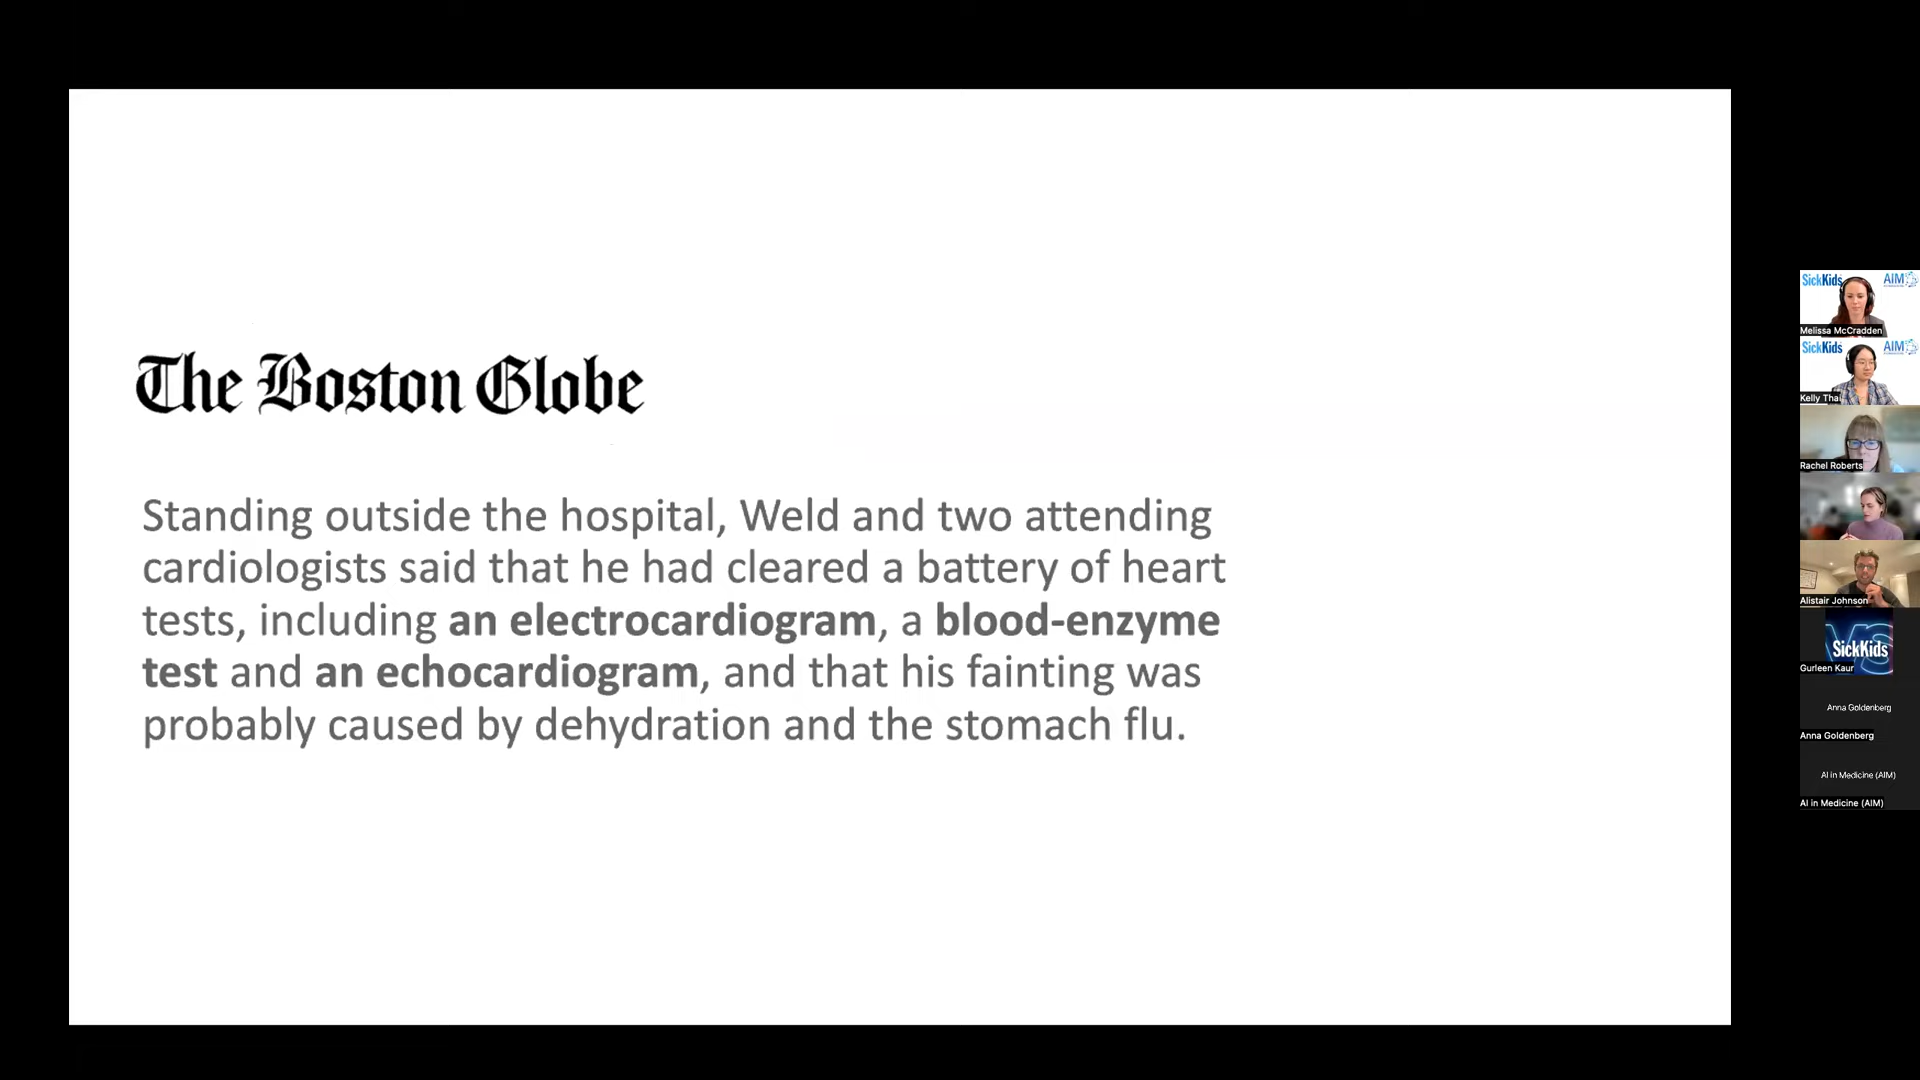 The Boston Globe
Standing outside the hospital, Weld and two attending
cardiologists said that he had cleared a battery of heart
tests, including an electrocardiogram, a blood-enzyme
test and an echocardiogram, and that his fainting was
probably caused by dehydration and the stomach flu.
SickKids AIM
Melissa McCradden
SickKids AIM
Kelly Thai
Rachel Roberts
Alistair Johnson
SickKids
Gurleen Kaur
Anna Goldenberg
Anna Goldenberg
AI in Medicine (AIM)
AI in Medicine (AIM)